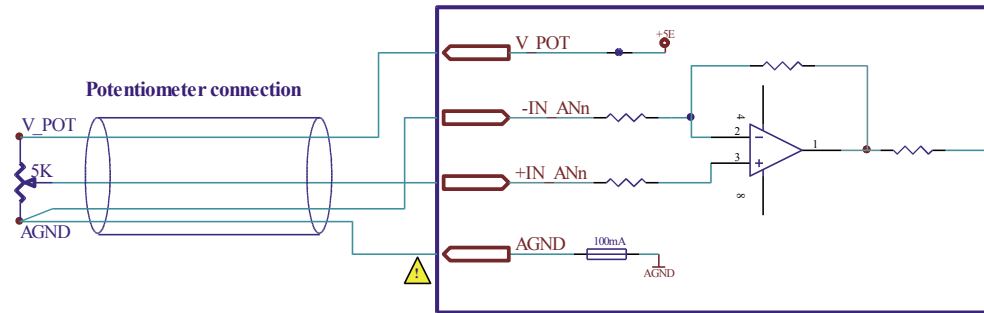 Potentiometer connection
V_POT
5K
AGND
V_POT
+5E
-IN_ANn
+IN_ANn
AGND
100mA
AGND
2
3
1
4
8